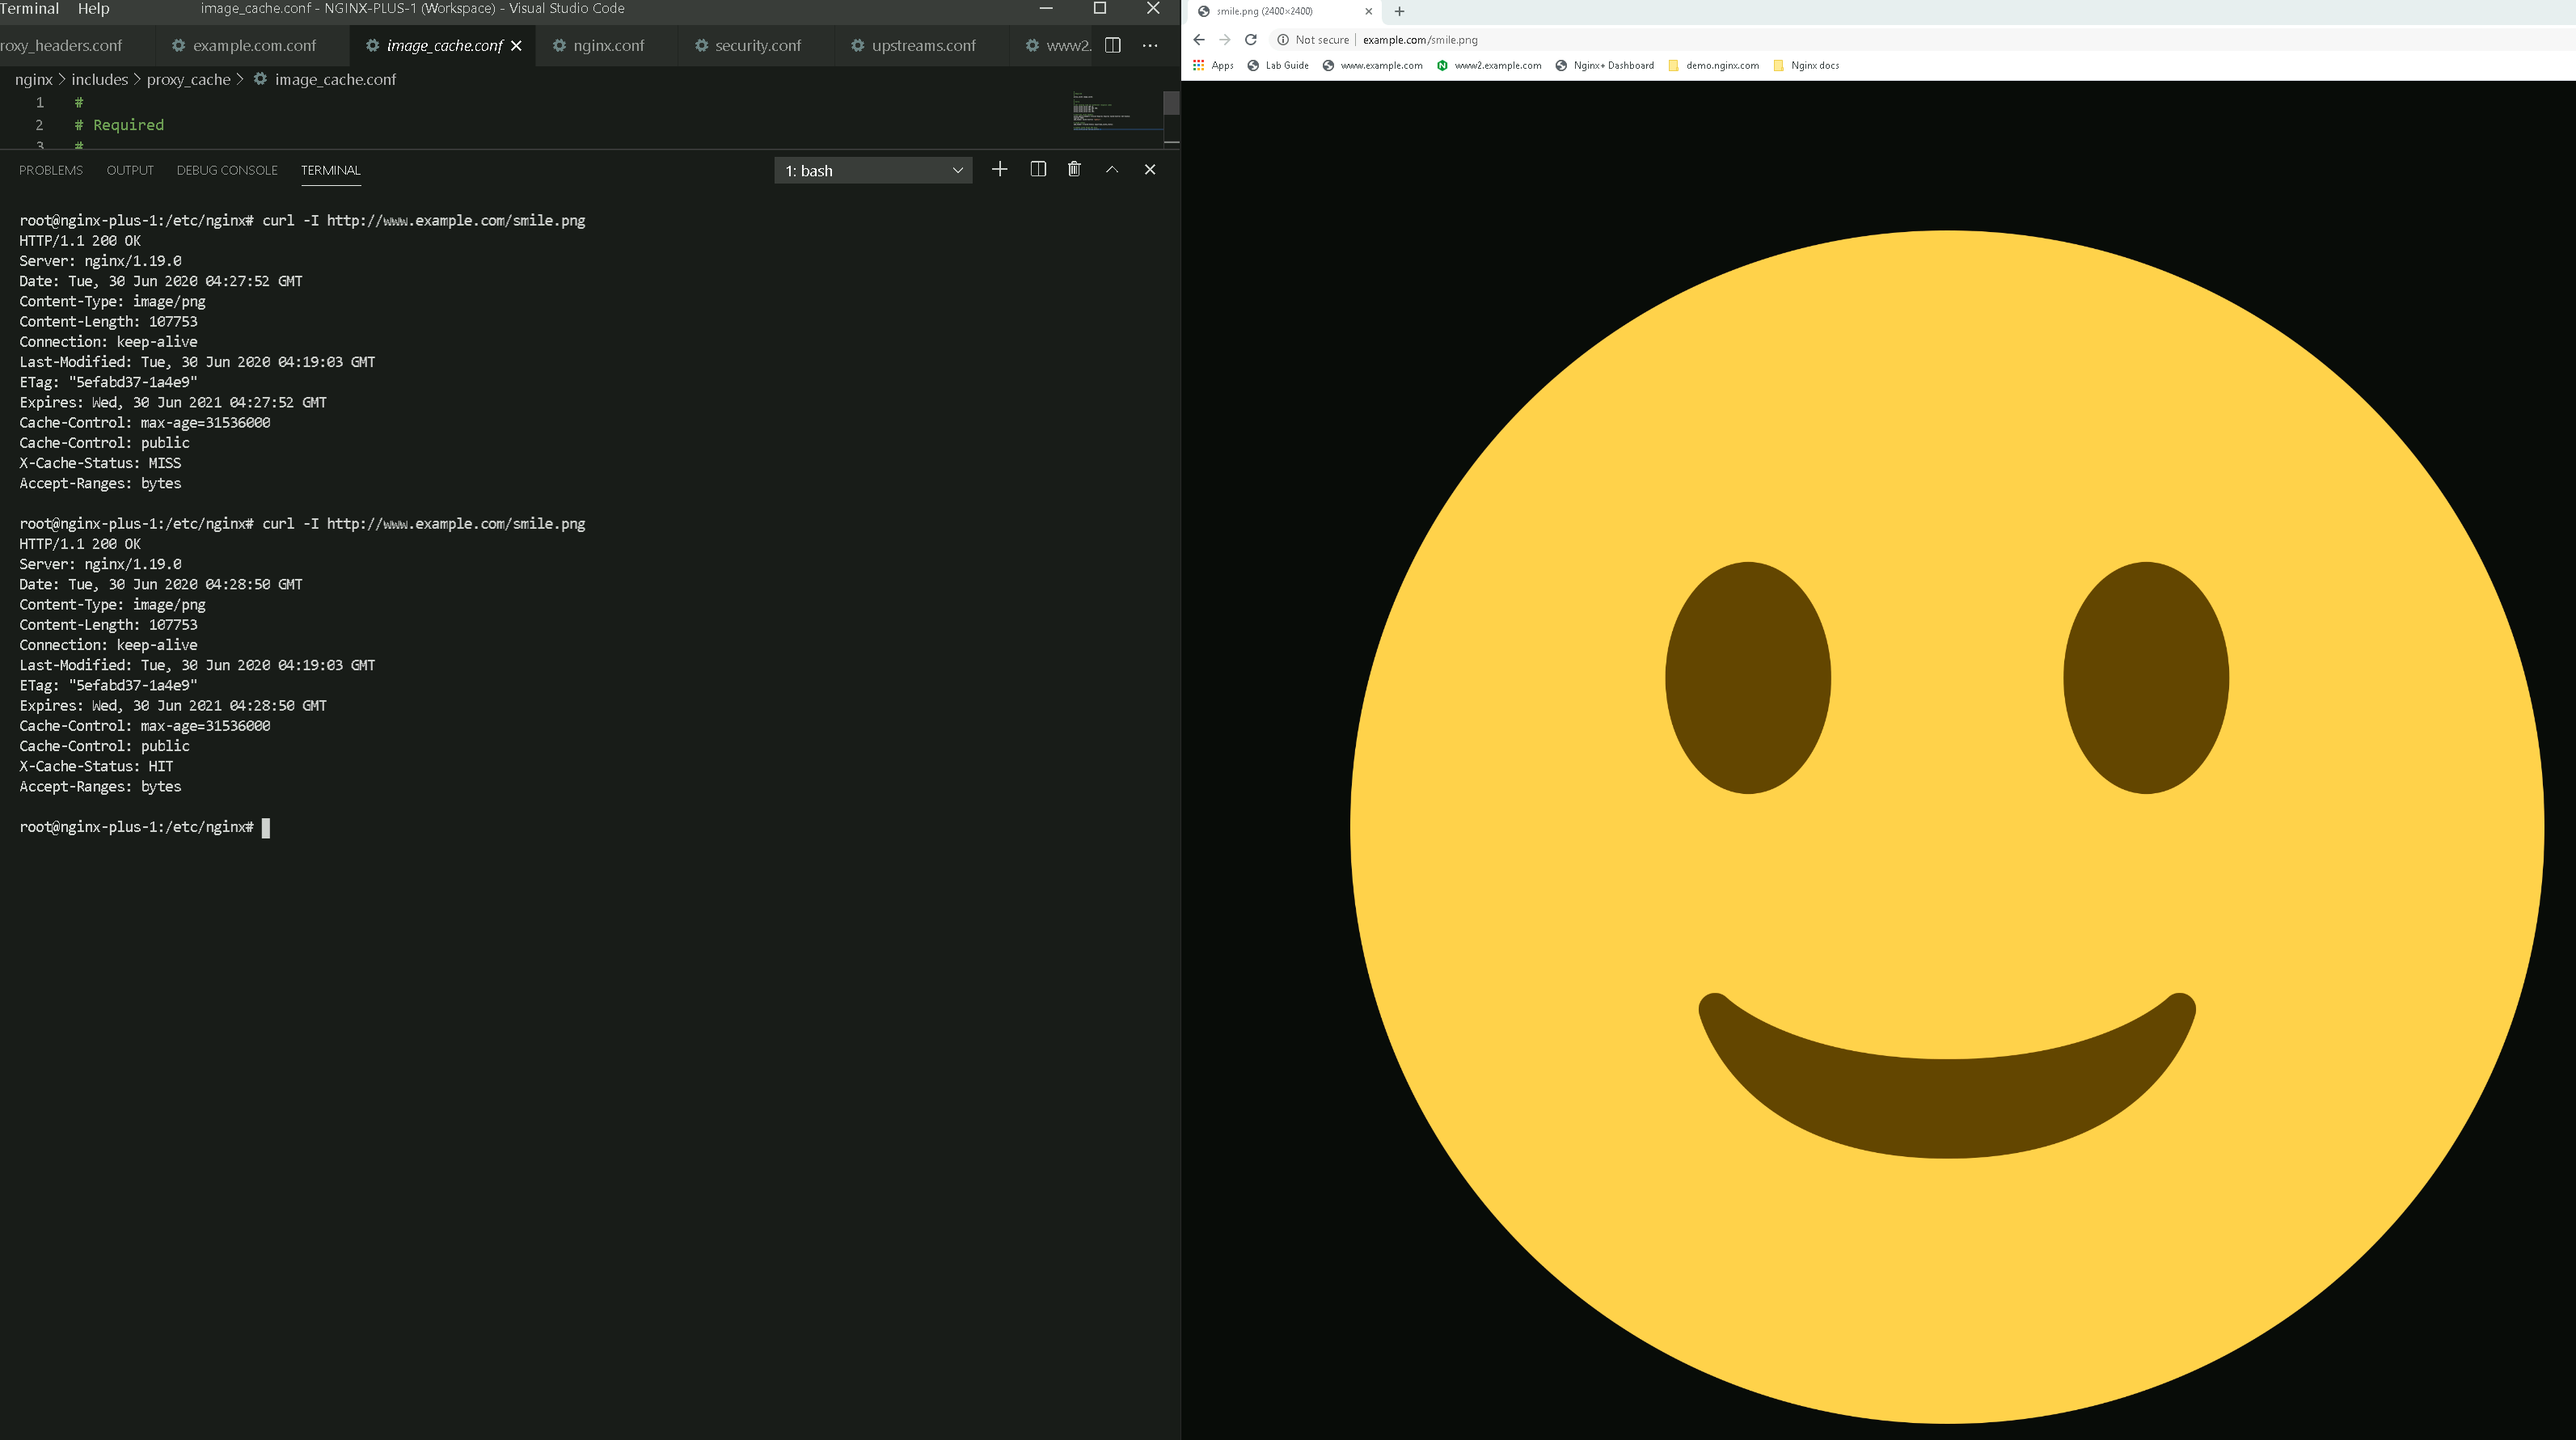 Terminal Help image_cache.conf - NGINX-PLUS-1 (Workspace) - Visual Studio Code
roxy_headers.conf example.com.conf image_cache.conf nginx.conf security.conf upstreams.conf www2.
nginx > includes > proxy_cache > image_cache.conf
1 #
2 # Required
3 #
PROBLEMS OUTPUT DEBUG CONSOLE TERMINAL 1: bash
root@nginx-plus-1:/etc/nginx# curl -I http://www.example.com/smile.png
HTTP/1.1 200 OK
Server: nginx/1.19.0
Date: Tue, 30 Jun 2020 04:27:52 GMT
Content-Type: image/png
Content-Length: 107753
Connection: keep-alive
Last-Modified: Tue, 30 Jun 2020 04:19:03 GMT
ETag: "5efabd37-1a4e9"
Expires: Wed, 30 Jun 2021 04:27:52 GMT
Cache-Control: max-age=31536000
Cache-Control: public
X-Cache-Status: MISS
Accept-Ranges: bytes
root@nginx-plus-1:/etc/nginx# curl -I http://www.example.com/smile.png
HTTP/1.1 200 OK
Server: nginx/1.19.0
Date: Tue, 30 Jun 2020 04:28:50 GMT
Content-Type: image/png
Content-Length: 107753
Connection: keep-alive
Last-Modified: Tue, 30 Jun 2020 04:19:03 GMT
ETag: "5efabd37-1a4e9"
Expires: Wed, 30 Jun 2021 04:28:50 GMT
Cache-Control: max-age=31536000
Cache-Control: public
X-Cache-Status: HIT
Accept-Ranges: bytes
root@nginx-plus-1:/etc/nginx#
smile.png (2400×2400)
Not secure | example.com/smile.png
Apps Lab Guide www.example.com www2.example.com Nginx+ Dashboard demo.nginx.com Nginx docs